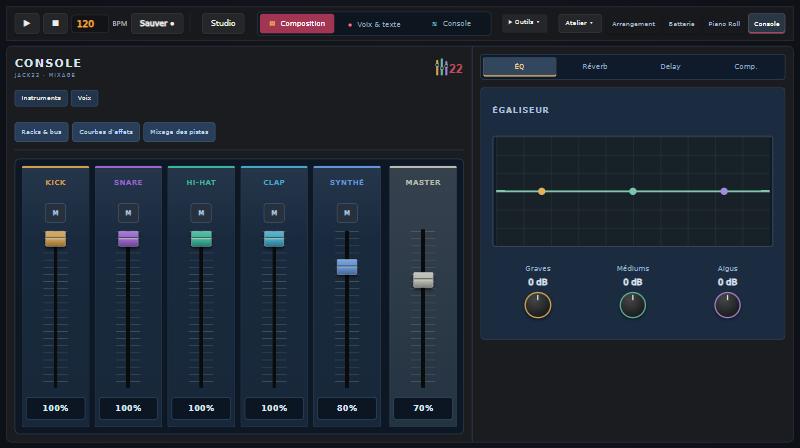 120 BPM Sauver • Studio Composition Voix & texte Console ▸ Outils ▾ Atelier ▾ Arrangement Batterie Piano Roll Console
CONSOLE
JACK22 · MIXAGE
22
Instruments Voix
Racks & bus Courbes d'effets Mixage des pistes
KICK SNARE HI-HAT CLAP SYNTHÉ MASTER
M M M M M
100% 100% 100% 100% 80% 70%
ÉQ Réverb Delay Comp.
ÉGALISEUR
Graves Médiums Aigus
0 dB 0 dB 0 dB